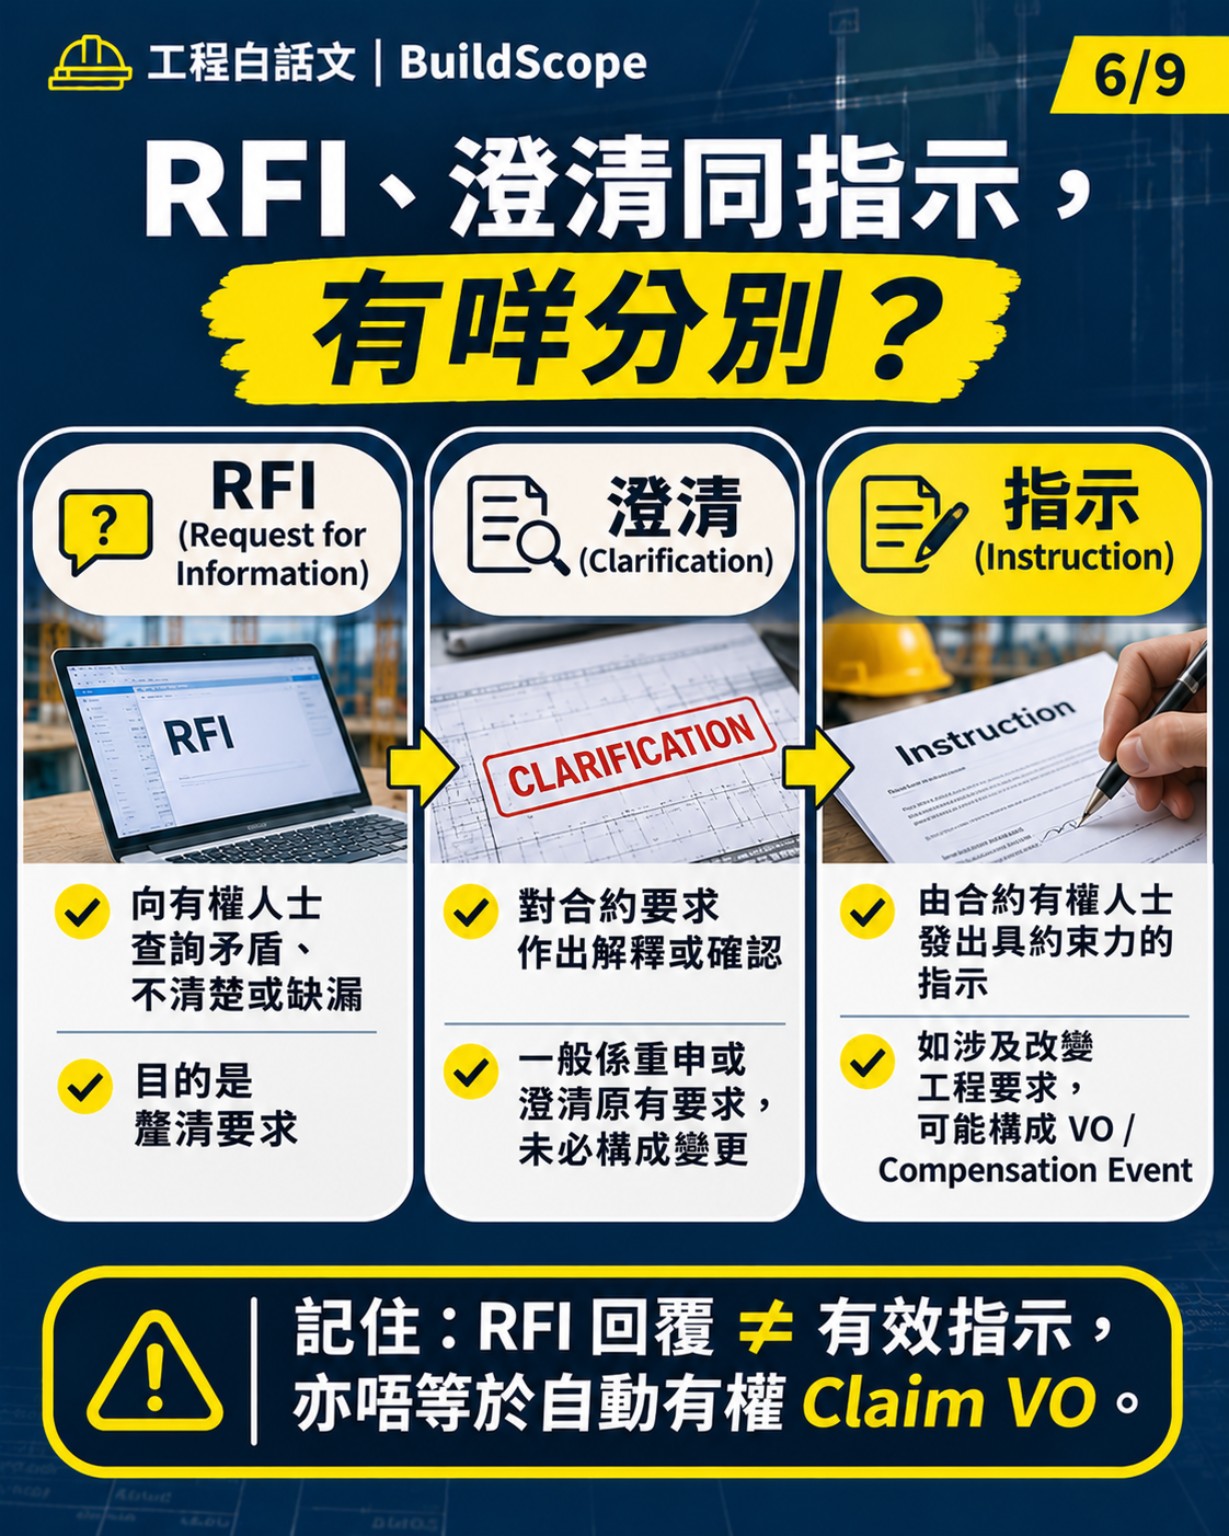 工程白話文 | BuildScope
6/9
RFI、澄清同指示，
有咩分別？
RFI
(Request for
Information)
澄清
(Clarification)
指示
(Instruction)
RFI
CLARIFICATION
Instruction
向有權人士
查詢矛盾、
不清楚或缺漏
目的是
釐清要求
對合約要求
作出解釋或確認
一般係重申或
澄清原有要求，
未必構成變更
由合約有權人士
發出具約束力的
指示
如涉及改變
工程要求，
可能構成 VO /
Compensation Event
記住：RFI 回覆 ≠ 有效指示，
亦唔等於自動有權 Claim VO。